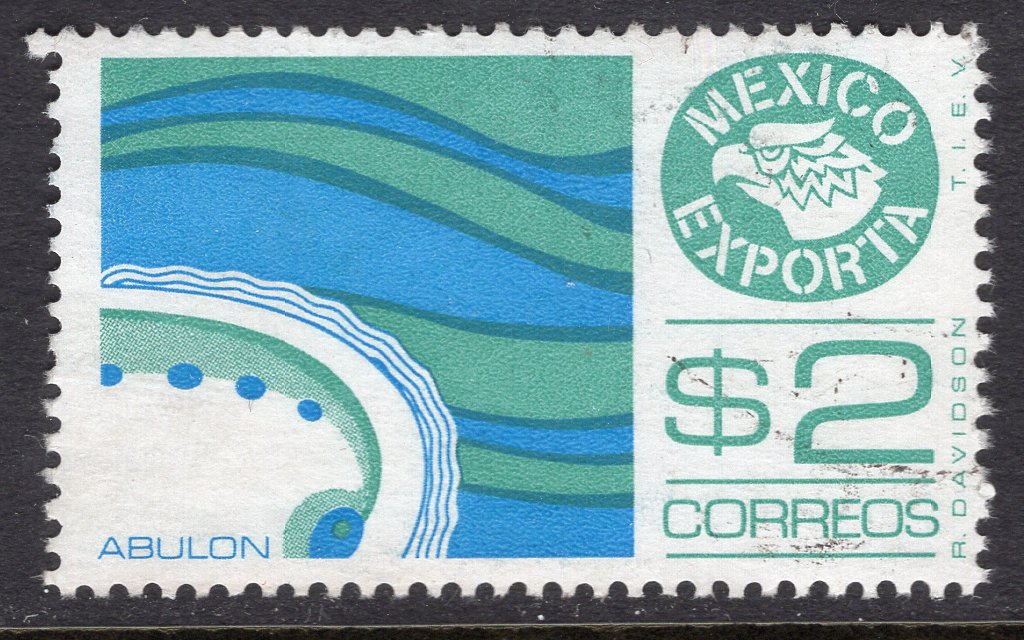 MEXICO
EXPORTA
$2
CORREOS
ABULON
R. DAVIDSON T. I. E. V.